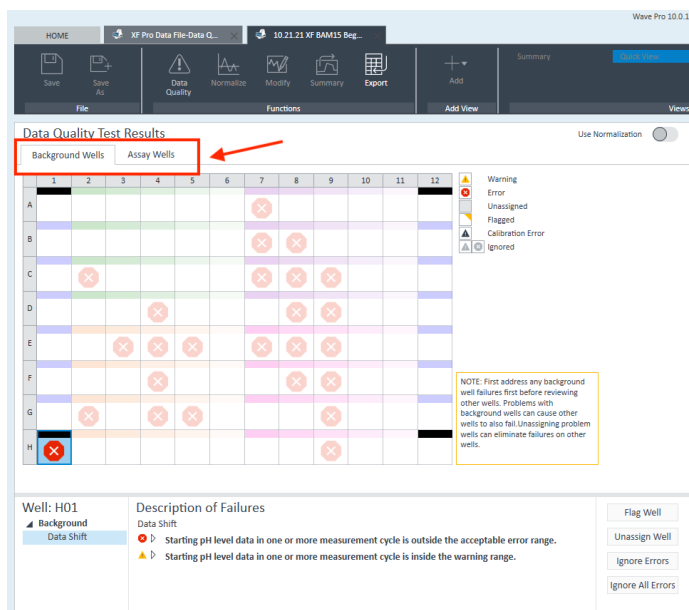 Wave Pro 10.0.1
HOME XF Pro Data File-Data Q... × 10.21.21 XF BAM15 Beg...
Save Save As Data Quality Normalize Modify Summary Export Add Summary Quick View
File Functions Add View Views
Data Quality Test Results
Use Normalization
Background Wells Assay Wells
1 2 3 4 5 6 7 8 9 10 11 12
A
B
C
D
E
F
G
H
Warning
Error
Unassigned
Flagged
Calibration Error
Ignored
NOTE: First address any background
well failures first before reviewing
other wells. Problems with
background wells can cause other
wells to also fail.Unassigning problem
wells can eliminate failures on other
wells.
Well: H01
Background
Data Shift
Description of Failures
Data Shift
Starting pH level data in one or more measurement cycle is outside the acceptable error range.
Starting pH level data in one or more measurement cycle is inside the warning range.
Flag Well
Unassign Well
Ignore Errors
Ignore All Errors